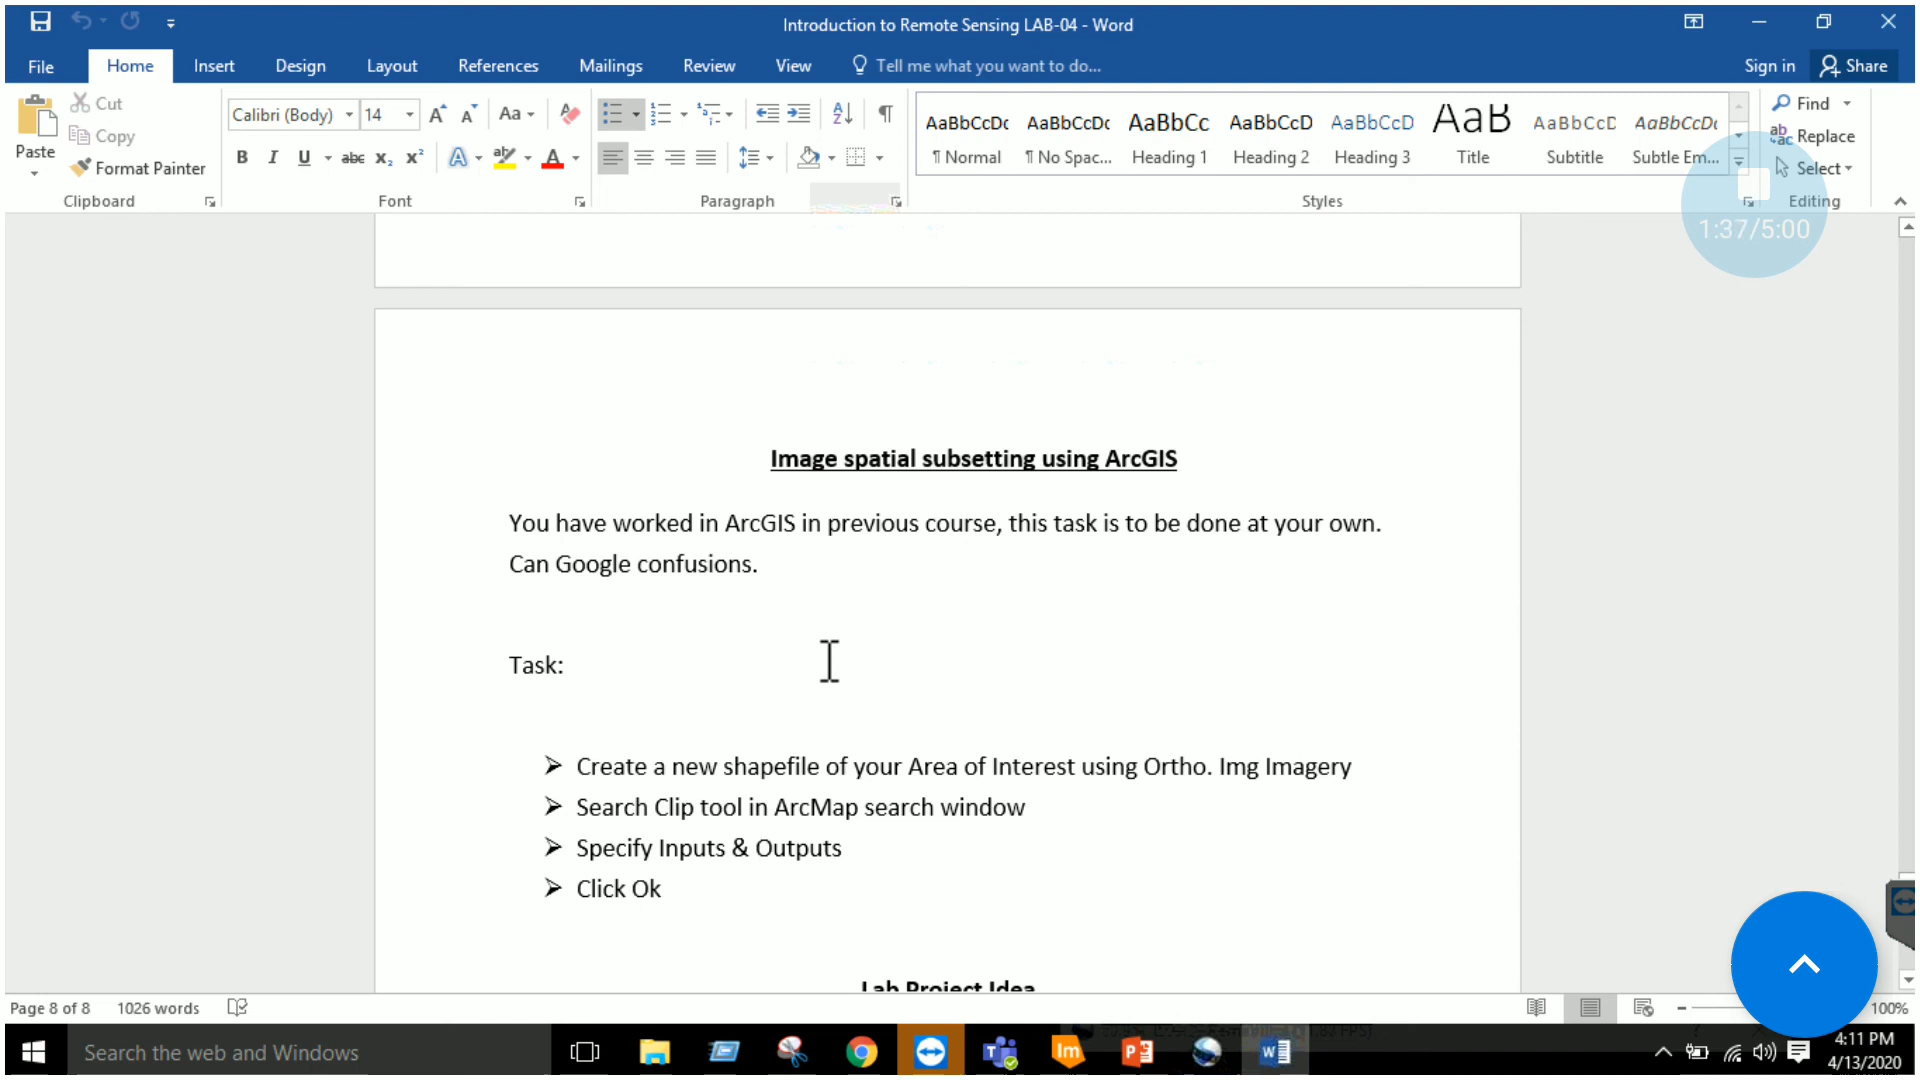 Introduction to Remote Sensing LAB-04 - Word
File Home Insert Design Layout References Mailings Review View Tell me what you want to do... Sign in Share
Paste Cut Copy Format Painter
Calibri (Body) 14
AaBbCcDc AaBbCcDc AaBbCc AaBbCcD AaBbCcD AaB AaBbCcD AaBbCcDc
¶ Normal ¶ No Spac... Heading 1 Heading 2 Heading 3 Title Subtitle Subtle Em...
Find
Replace
Select
Clipboard Font Paragraph Styles Editing
1:37/5:00
Image spatial subsetting using ArcGIS
You have worked in ArcGIS in previous course, this task is to be done at your own.
Can Google confusions.
Task:
Create a new shapefile of your Area of Interest using Ortho. Img Imagery
Search Clip tool in ArcMap search window
Specify Inputs & Outputs
Click Ok
Lab Project Idea
Page 8 of 8 1026 words 100%
Search the web and Windows
4:11 PM
4/13/2020